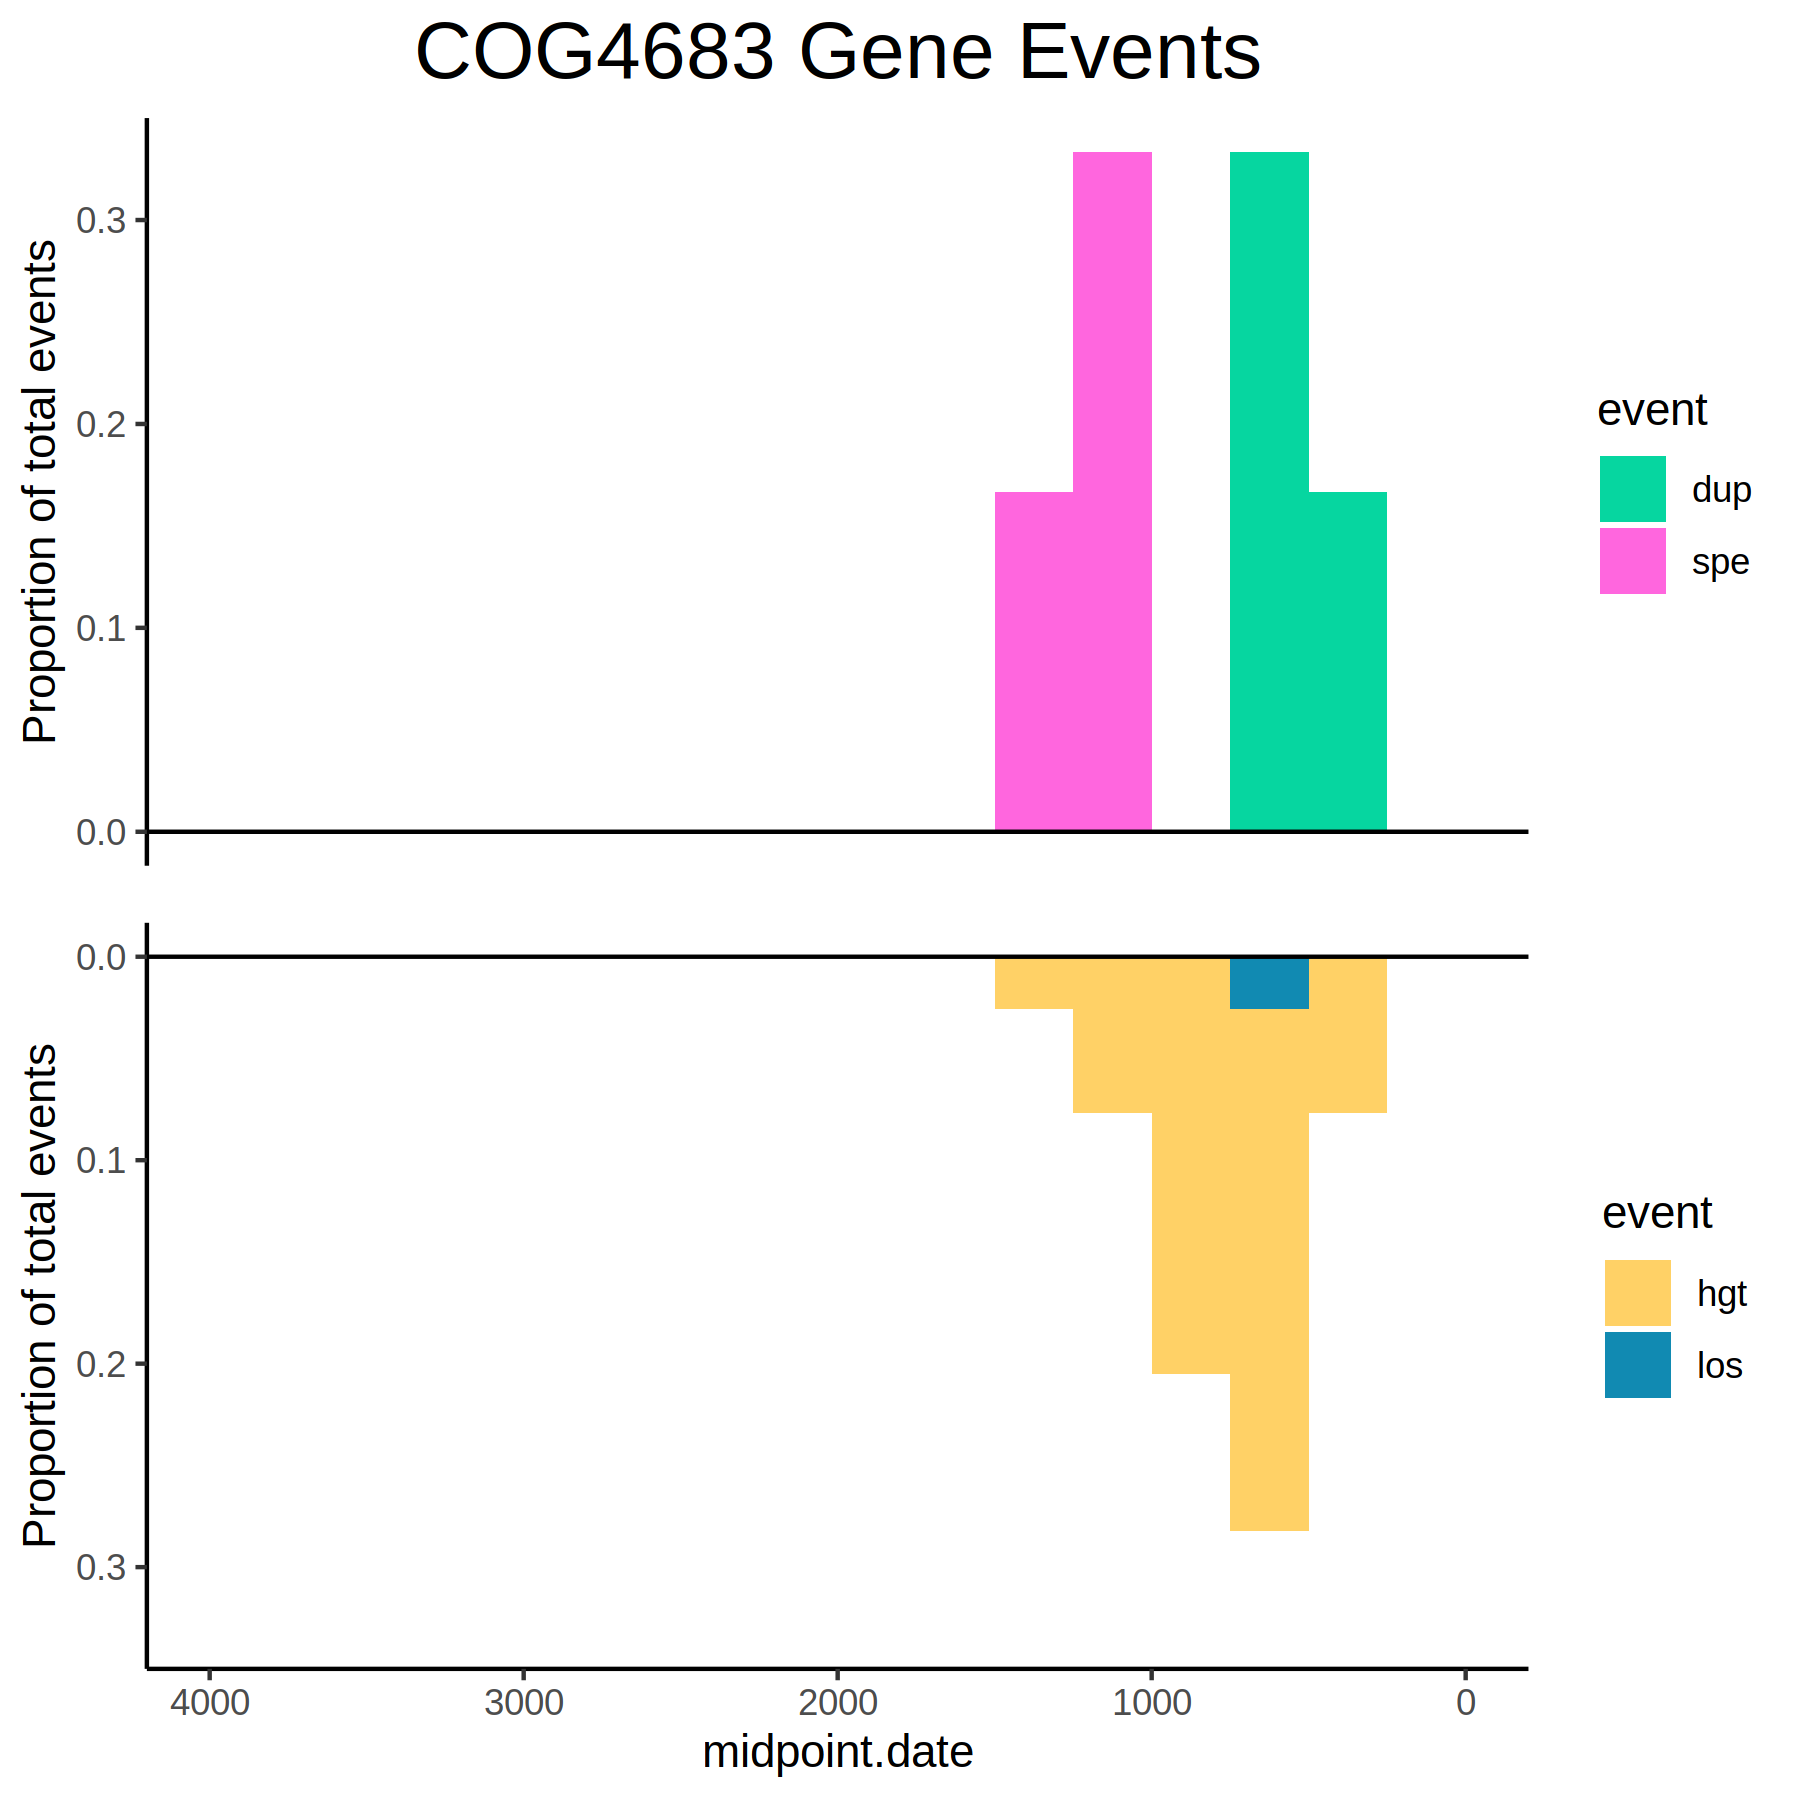 COG4683 Gene Events
Proportion of total events
0.3
0.2
0.1
0.0
event
dup
spe
Proportion of total events
0.0
0.1
0.2
0.3
event
hgt
los
4000 3000 2000 1000 0
midpoint.date